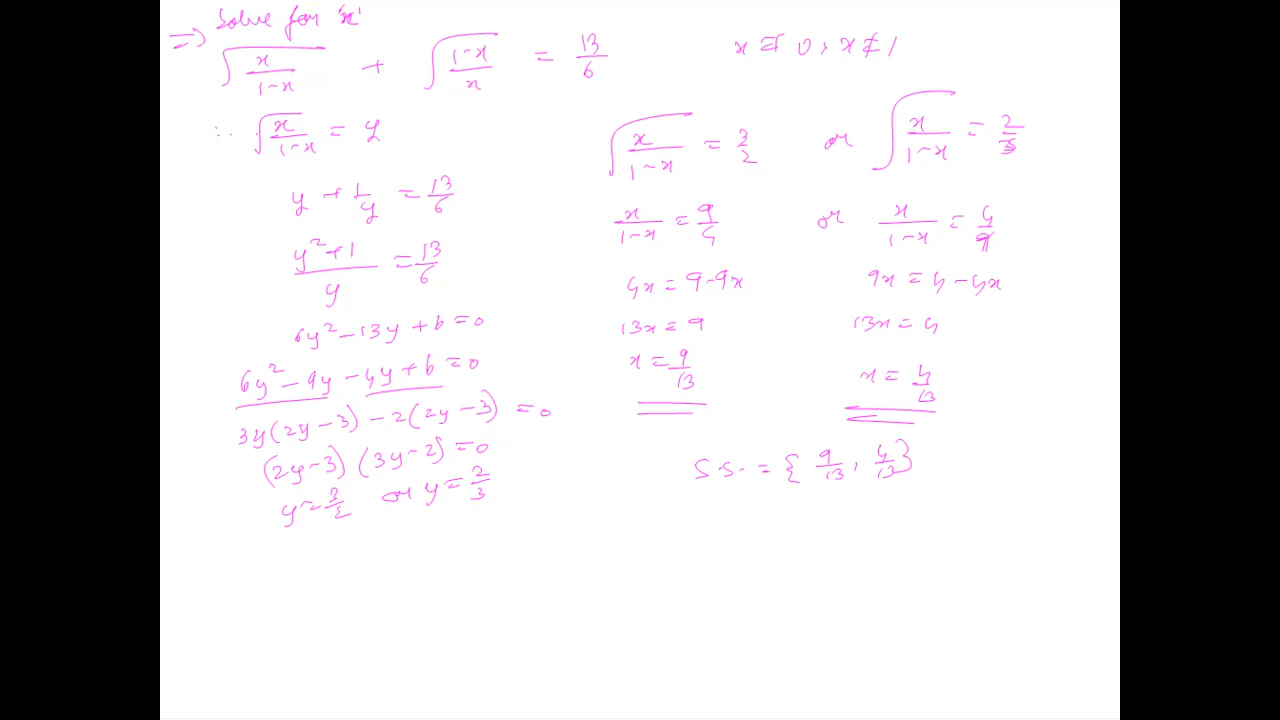 => Solve for 'x'
√(x/(1-x)) + √((1-x)/x) = 13/6
x ≠ 0, x ≠ 1
∴ √(x/(1-x)) = y
y + 1/y = 13/6
(y²+1)/y = 13/6
6y² - 13y + 6 = 0
6y² - 9y - 4y + 6 = 0
3y(2y-3) - 2(2y-3) = 0
(2y-3) (3y-2) = 0
y = 3/2 or y = 2/3
√(x/(1-x)) = 3/2 or √(x/(1-x)) = 2/3
x/(1-x) = 9/4 or x/(1-x) = 4/9
4x = 9-9x 9x = 4-4x
13x = 9 13x = 4
x = 9/13 x = 4/13
S.S. = {9/13, 4/13}